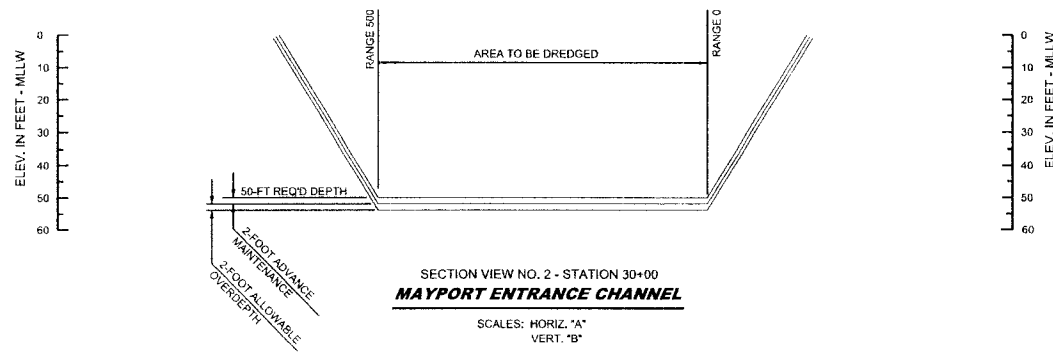 RANGE 500
RANGE 0
AREA TO BE DREDGED
ELEV. IN FEET - MLLW
0
10
20
30
40
50
60
ELEV. IN FEET - MLLW
0
10
20
30
40
50
60
50-FT REQ'D DEPTH
2-FOOT ADVANCE
MAINTENANCE
2-FOOT ALLOWABLE
OVERDEPTH
SECTION VIEW NO. 2 - STATION 30+00
MAYPORT ENTRANCE CHANNEL
SCALES: HORIZ. "A"
VERT. "B"